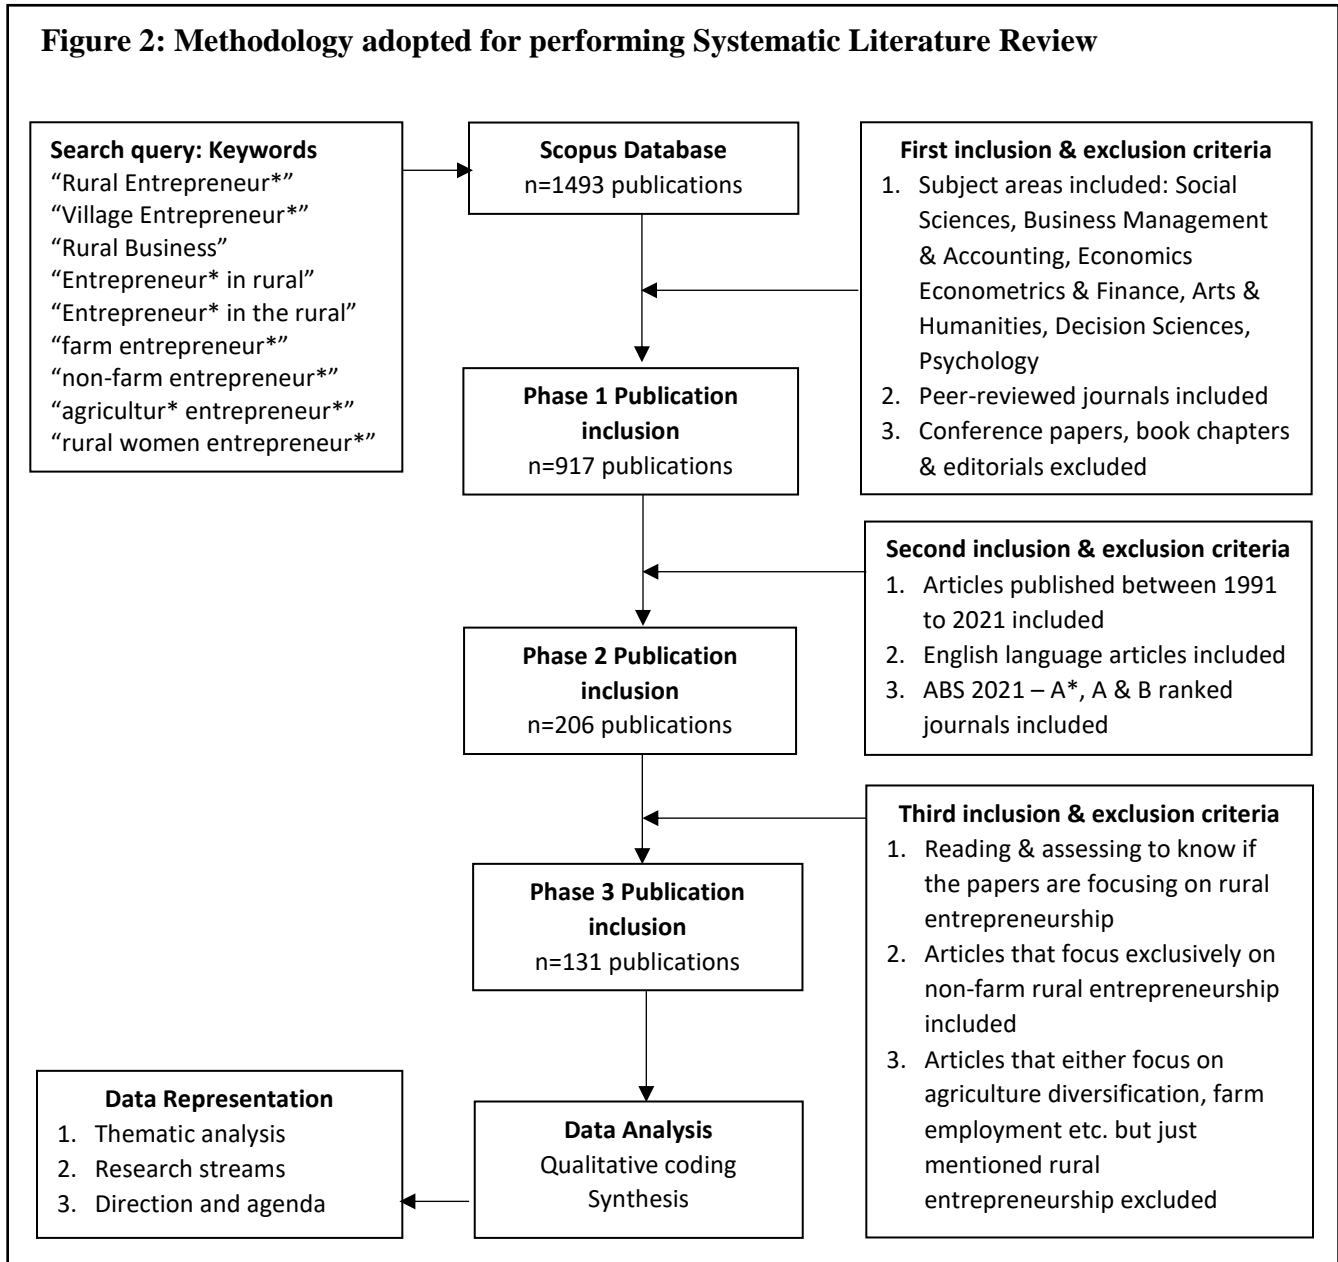 Figure 2: Methodology adopted for performing Systematic Literature Review
Search query: Keywords
“Rural Entrepreneur*”
“Village Entrepreneur*”
“Rural Business”
“Entrepreneur* in rural”
“Entrepreneur* in the rural”
“farm entrepreneur*”
“non-farm entrepreneur*”
“agricultur* entrepreneur*”
“rural women entrepreneur*”
Scopus Database
n=1493 publications
First inclusion & exclusion criteria
1. Subject areas included: Social
Sciences, Business Management
& Accounting, Economics
Econometrics & Finance, Arts &
Humanities, Decision Sciences,
Psychology
2. Peer-reviewed journals included
3. Conference papers, book chapters
& editorials excluded
Phase 1 Publication
inclusion
n=917 publications
Second inclusion & exclusion criteria
1. Articles published between 1991
to 2021 included
2. English language articles included
3. ABS 2021 – A*, A & B ranked
journals included
Phase 2 Publication
inclusion
n=206 publications
Third inclusion & exclusion criteria
1. Reading & assessing to know if
the papers are focusing on rural
entrepreneurship
2. Articles that focus exclusively on
non-farm rural entrepreneurship
included
3. Articles that either focus on
agriculture diversification, farm
employment etc. but just
mentioned rural
entrepreneurship excluded
Phase 3 Publication
inclusion
n=131 publications
Data Analysis
Qualitative coding
Synthesis
Data Representation
1. Thematic analysis
2. Research streams
3. Direction and agenda